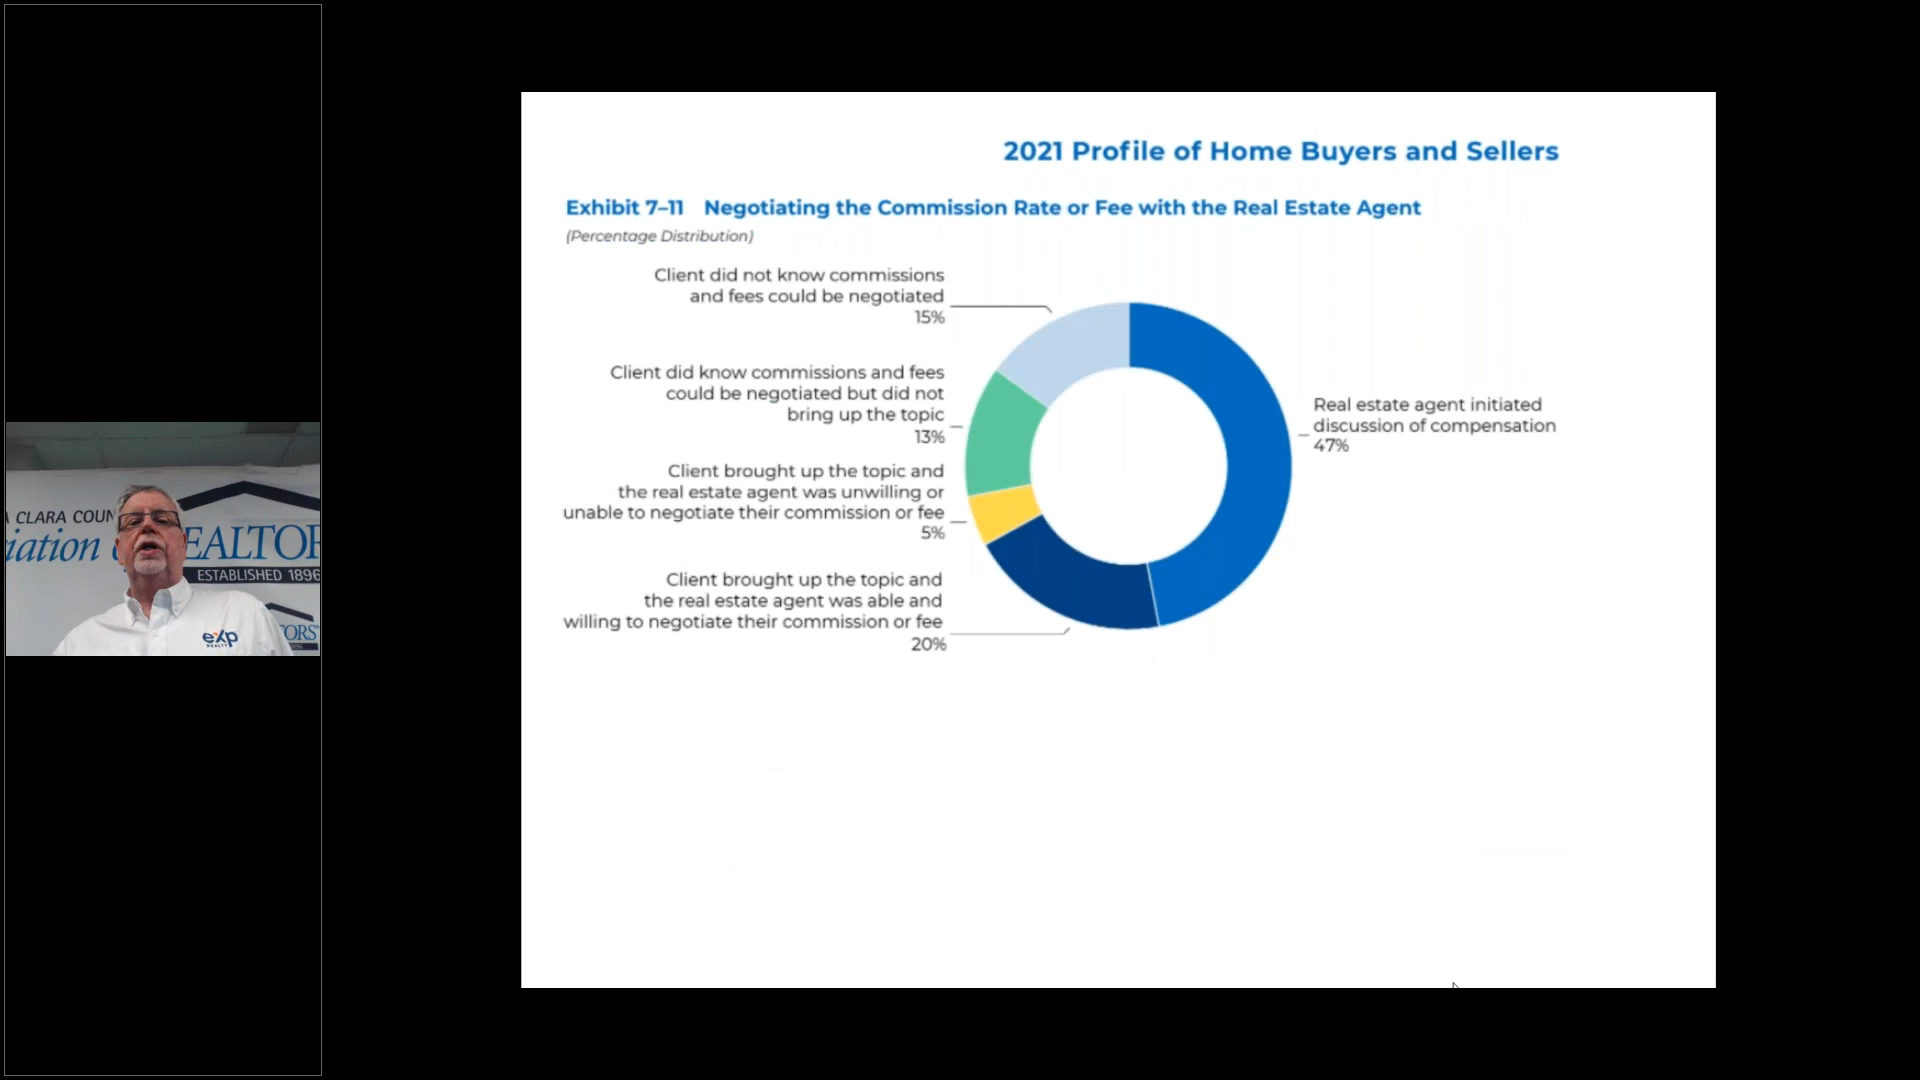 2021 Profile of Home Buyers and Sellers
Exhibit 7–11 Negotiating the Commission Rate or Fee with the Real Estate Agent
(Percentage Distribution)
Client did not know commissions
and fees could be negotiated
15%
Client did know commissions and fees
could be negotiated but did not
bring up the topic
13%
Client brought up the topic and
the real estate agent was unwilling or
unable to negotiate their commission or fee
5%
Client brought up the topic and
the real estate agent was able and
willing to negotiate their commission or fee
20%
Real estate agent initiated
discussion of compensation
47%
CLARA COUN
iation EALTOR
ESTABLISHED 1896
ORS
eXp
REALTY